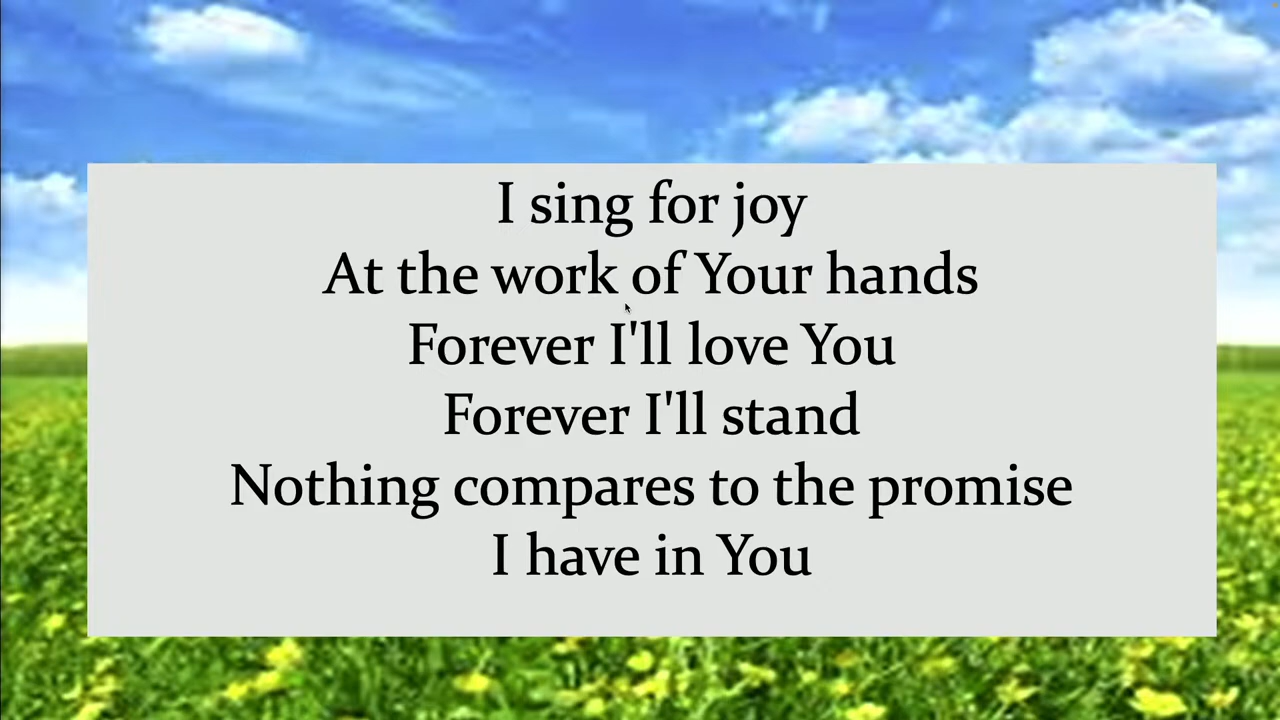 I sing for joy
At the work of Your hands
Forever I'll love You
Forever I'll stand
Nothing compares to the promise
I have in You